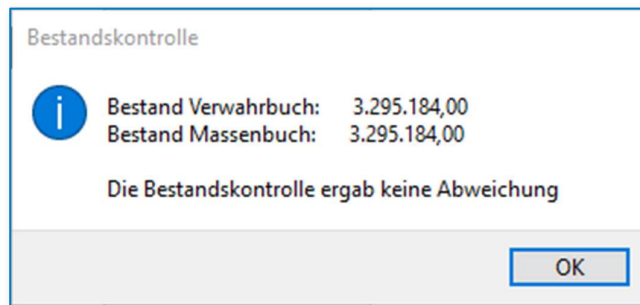 Bestandskontrolle
Bestand Verwahrbuch: 3.295.184,00
Bestand Massenbuch: 3.295.184,00
Die Bestandskontrolle ergab keine Abweichung
OK